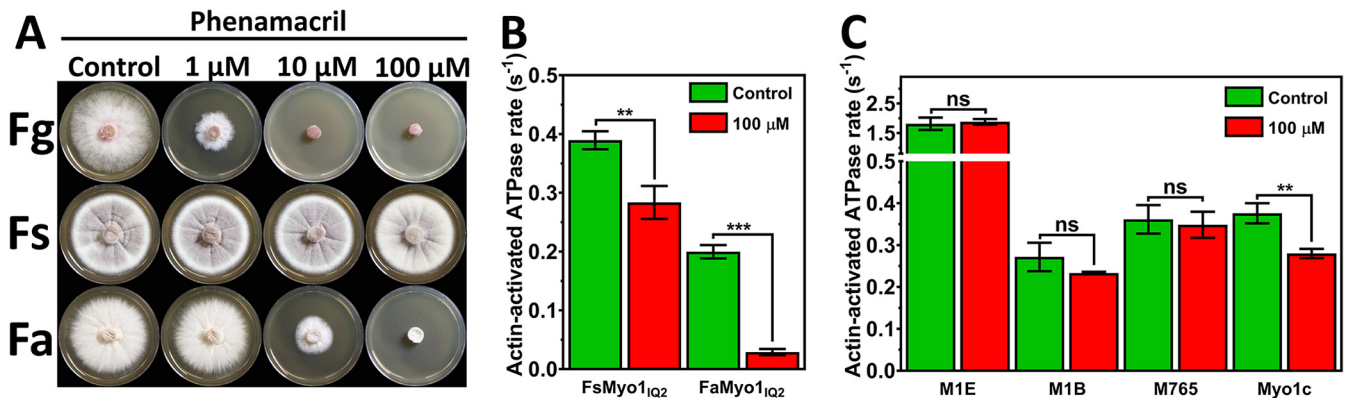 A
Phenamacril
Control 1 μM 10 μM 100 μM
Fg
Fs
Fa
B
Actin-activated ATPase rate (s⁻¹)
0.5
0.4
0.3
0.2
0.1
0.0
Control
100 μM
**
***
FsMyo1IQ2 FaMyo1IQ2
C
Actin-activated ATPase rate (s⁻¹)
2.5
1.5
0.5
0.4
0.3
0.2
0.1
0.0
Control
100 μM
ns
ns
ns
**
M1E M1B M765 Myo1c